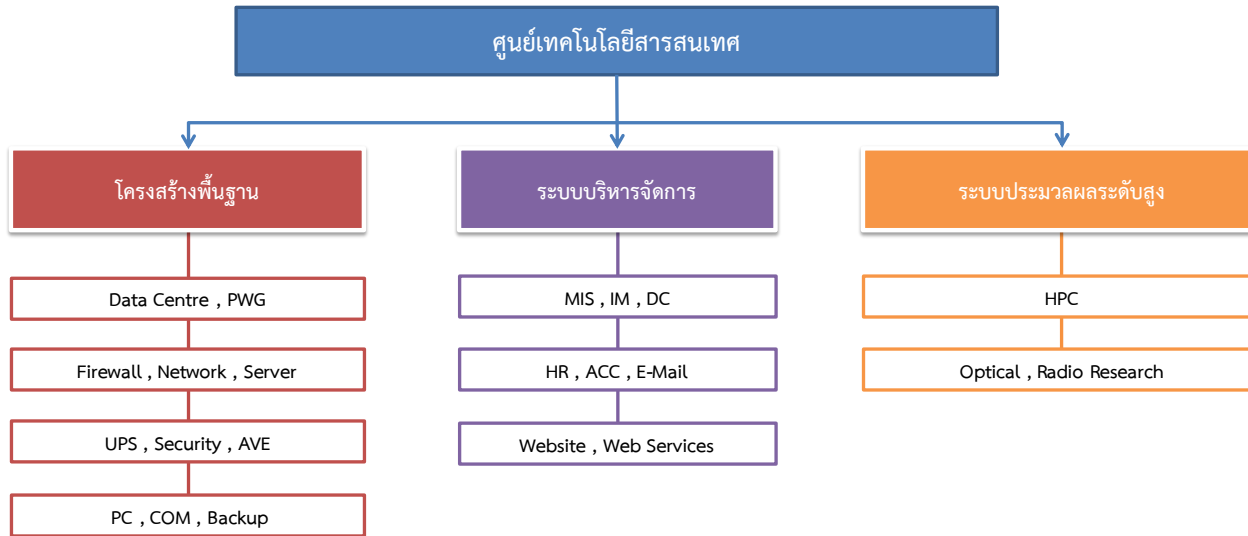 ศูนย์เทคโนโลยีสารสนเทศ
โครงสร้างพื้นฐาน
ระบบบริหารจัดการ
ระบบประมวลผลระดับสูง
Data Centre , PWG
MIS , IM , DC
HPC
Firewall , Network , Server
HR , ACC , E-Mail
Optical , Radio Research
UPS , Security , AVE
Website , Web Services
PC , COM , Backup